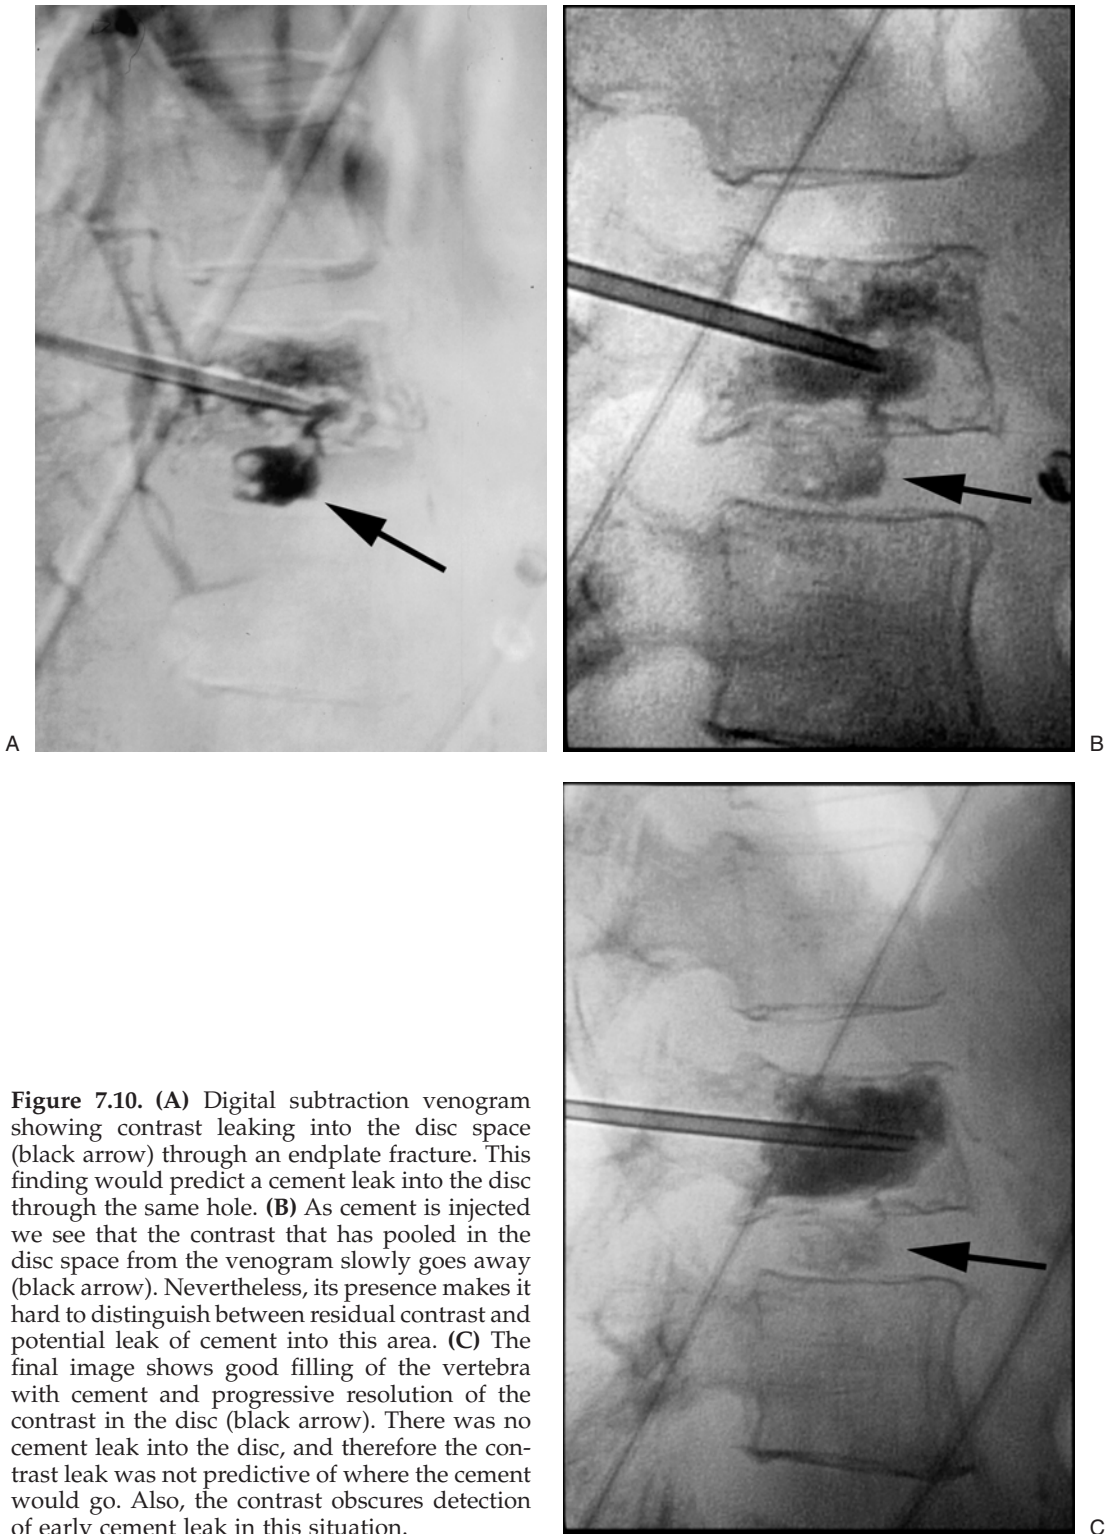 A
B
C
Figure 7.10. (A) Digital subtraction venogram
showing contrast leaking into the disc space
(black arrow) through an endplate fracture. This
finding would predict a cement leak into the disc
through the same hole. (B) As cement is injected
we see that the contrast that has pooled in the
disc space from the venogram slowly goes away
(black arrow). Nevertheless, its presence makes it
hard to distinguish between residual contrast and
potential leak of cement into this area. (C) The
final image shows good filling of the vertebra
with cement and progressive resolution of the
contrast in the disc (black arrow). There was no
cement leak into the disc, and therefore the con-
trast leak was not predictive of where the cement
would go. Also, the contrast obscures detection
of early cement leak in this situation.